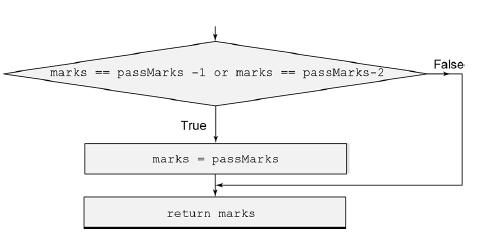 False
marks == passMarks -1 or marks == passMarks-2
True
marks = passMarks
return marks